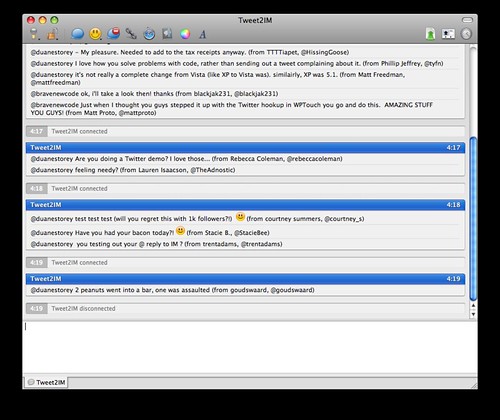 Tweet2IM
@duanestorey - My pleasure. Needed to add to the tax receipts anyway. (from TTTTiapet, @HissingGoose)
@duanestorey I love how you solve problems with code, rather than sending out a tweet complaining about it. (from Phillip Jeffrey, @tyfn)
@duanestorey it's not really a complete change from Vista (like XP to Vista was). similairly, XP was 5.1. (from Matt Freedman,
@mattfreedman)
@bravenewcode ok, i'll take a look then! thanks (from blackjak231, @blackjak231)
@bravenewcode Just when I thought you guys stepped it up with the Twitter hookup in WPTouch you go and do this.  AMAZING STUFF
YOU GUYS! (from Matt Proto, @mattproto)
4:17 Tweet2IM connected
Tweet2IM 4:17
@duanestorey Are you doing a Twitter demo? I love those... (from Rebecca Coleman, @rebeccacoleman)
@duanestorey feeling needy? (from Lauren Isaacson, @TheAdnostic)
4:18 Tweet2IM connected
Tweet2IM 4:18
@duanestorey test test test (will you regret this with 1k followers?!) (from courtney summers, @courtney_s)
@duanestorey Have you had your bacon today?! (from Stacie B., @StacieBee)
@duanestorey  you testing out your @ reply to IM ? (from trentadams, @trentadams)
4:19 Tweet2IM connected
Tweet2IM 4:19
@duanestorey 2 peanuts went into a bar, one was assaulted (from goudswaard, @goudswaard)
4:19 Tweet2IM disconnected
Tweet2IM